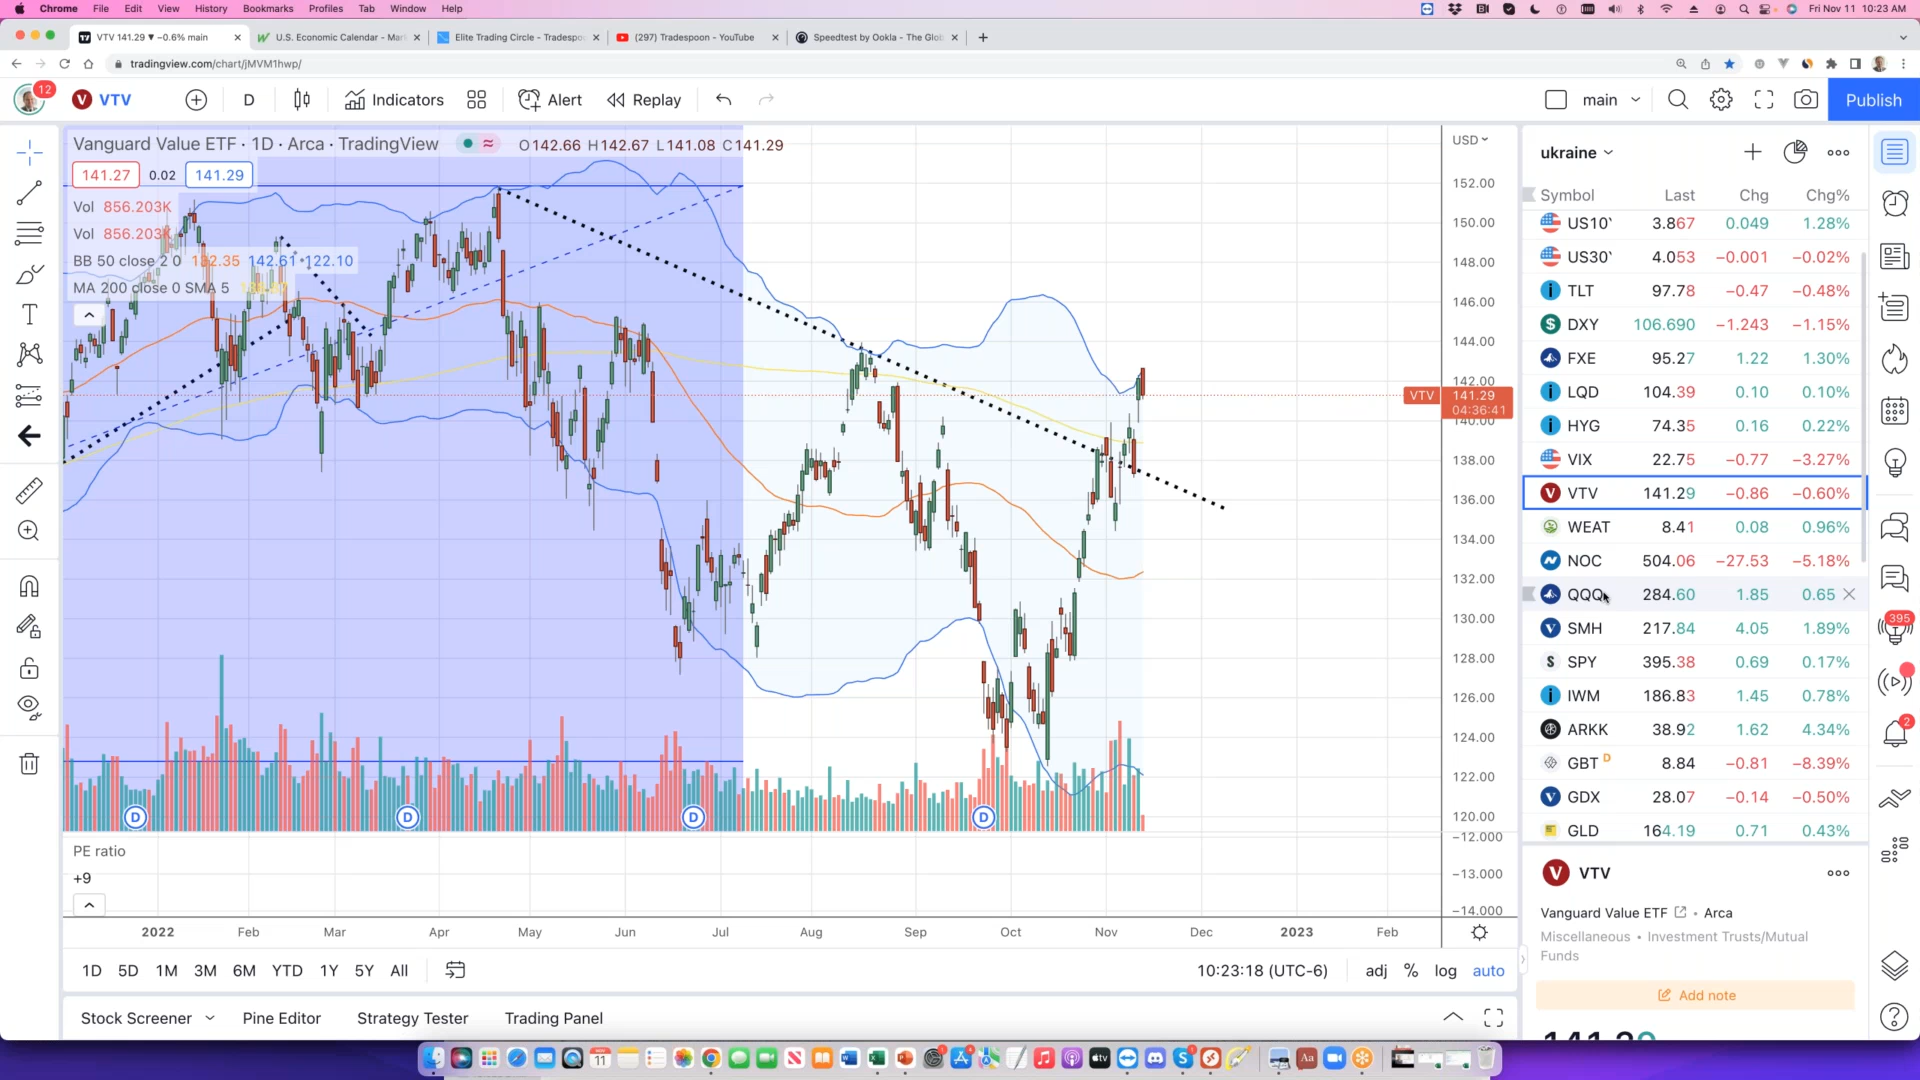 Chrome File Edit View History Bookmarks Profiles Tab Window Help Fri Nov 11 10:23 AM
VTV 141.29 ▼ −0.6% main
U.S. Economic Calendar - Mar
Elite Trading Circle - Tradespo
(297) Tradespoon - YouTube
Speedtest by Ookla - The Glo
tradingview.com/chart/jMVM1hwp/
12 VTV D Indicators Alert Replay main Publish
Vanguard Value ETF · 1D · Arca · TradingView O142.66 H142.67 L141.08 C141.29
141.27 0.02 141.29
Vol 856.203K
Vol 856.203K
BB 50 close 2 0 132.35 142.61 122.10
MA 200 close 0 SMA 5
USD
152.00
150.00
148.00
146.00
144.00
142.00
VTV 141.29
04:36:41
140.00
138.00
136.00
134.00
132.00
130.00
128.00
126.00
124.00
122.00
120.00
−12.000
−13.000
−14.000
D D D D
PE ratio
+9
2022 Feb Mar Apr May Jun Jul Aug Sep Oct Nov Dec 2023 Feb
1D 5D 1M 3M 6M YTD 1Y 5Y All 10:23:18 (UTC-6) adj % log auto
Stock Screener Pine Editor Strategy Tester Trading Panel
ukraine
Symbol Last Chg Chg%
US10Y 3.867 0.049 1.28%
US30Y 4.053 −0.001 −0.02%
TLT 97.78 −0.47 −0.48%
DXY 106.690 −1.243 −1.15%
FXE 95.27 1.22 1.30%
LQD 104.39 0.10 0.10%
HYG 74.35 0.16 0.22%
VIX 22.75 −0.77 −3.27%
VTV 141.29 −0.86 −0.60%
WEAT 8.41 0.08 0.96%
NOC 504.06 −27.53 −5.18%
QQQ 284.60 1.85 0.65
SMH 217.84 4.05 1.89%
SPY 395.38 0.69 0.17%
IWM 186.83 1.45 0.78%
ARKK 38.92 1.62 4.34%
GBT D 8.84 −0.81 −8.39%
GDX 28.07 −0.14 −0.50%
GLD 164.19 0.71 0.43%
VTV
Vanguard Value ETF • Arca
Miscellaneous • Investment Trusts/Mutual
Funds
Add note
395
2